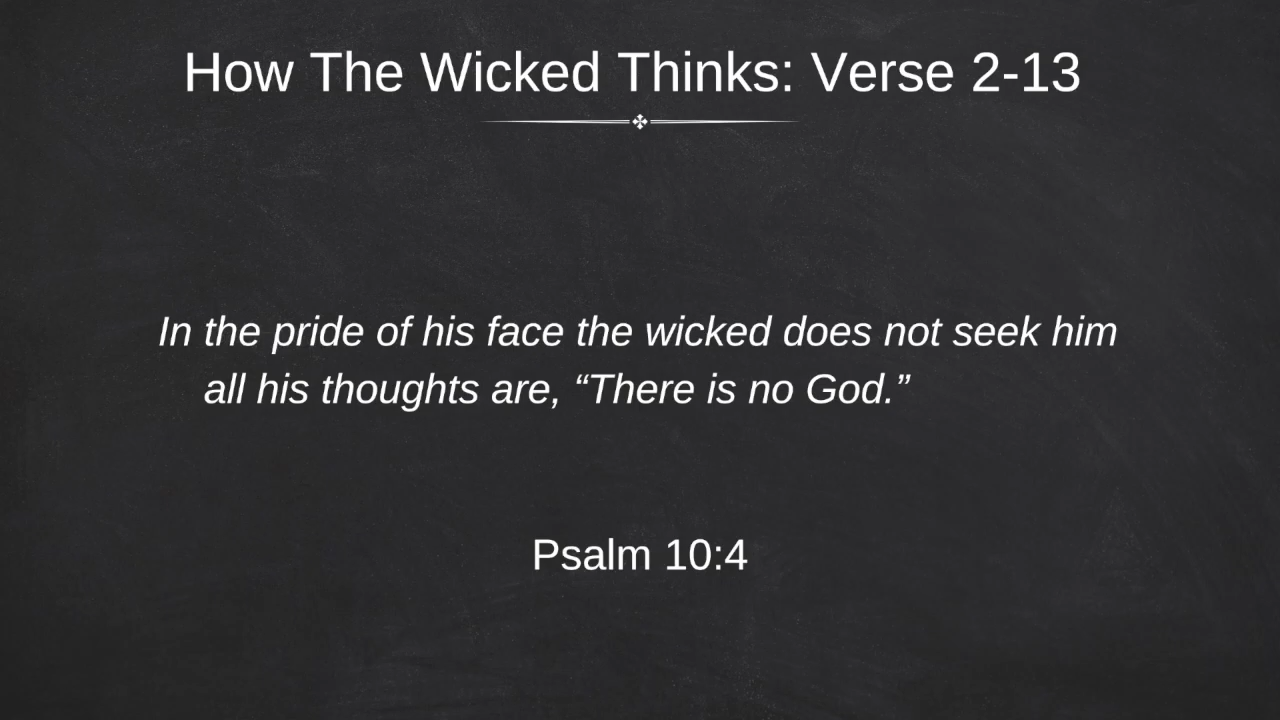 How The Wicked Thinks: Verse 2-13
In the pride of his face the wicked does not seek him
all his thoughts are, “There is no God.”
Psalm 10:4